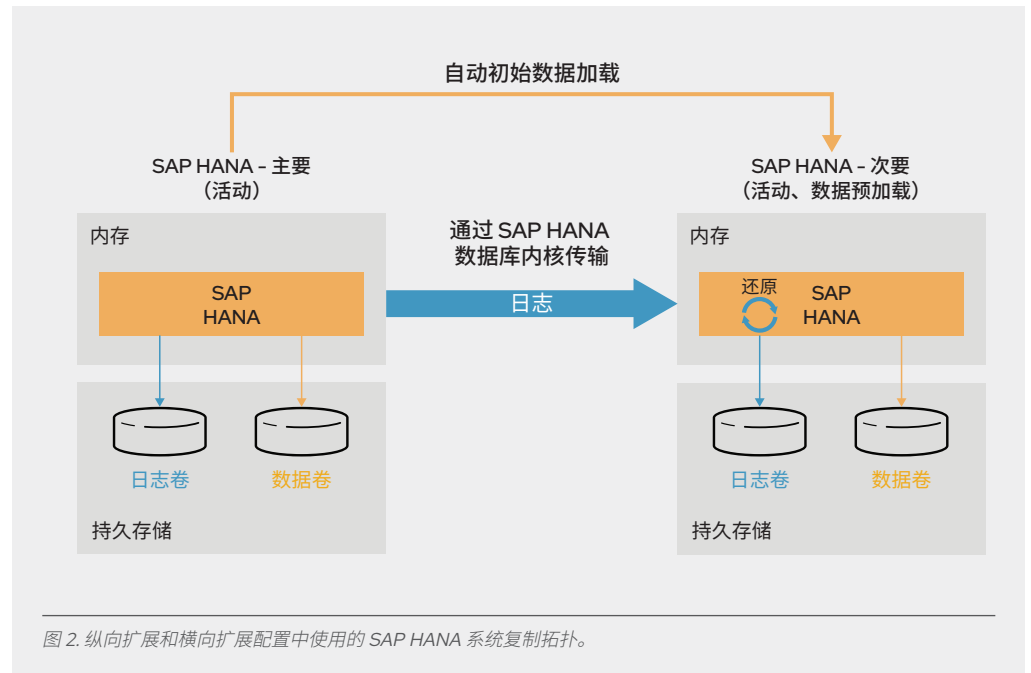 自动初始数据加载
SAP HANA – 主要
（活动）
SAP HANA – 次要
（活动、数据预加载）
内存
通过 SAP HANA
数据库内核传输
内存
SAP
HANA
日志
还原
SAP
HANA
日志卷
数据卷
日志卷
数据卷
持久存储
持久存储
图 2. 纵向扩展和横向扩展配置中使用的 SAP HANA 系统复制拓扑。